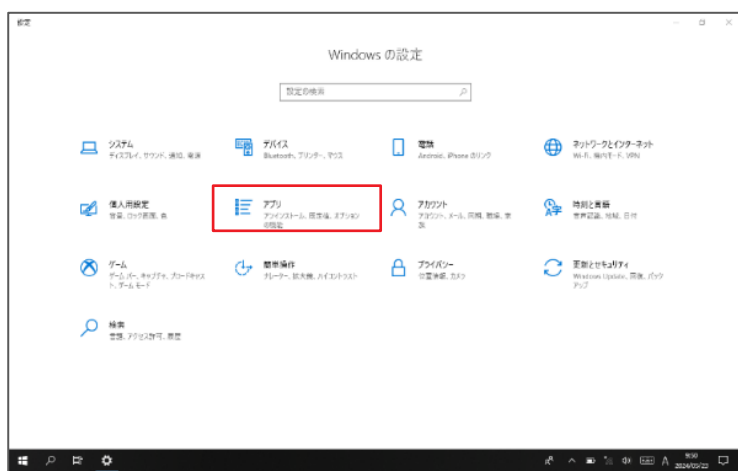 設定
Windows の設定
設定の検索
システム
ディスプレイ、サウンド、通知、電源
デバイス
Bluetooth、プリンター、マウス
電話
Android、iPhone のリンク
ネットワークとインターネット
Wi-Fi、機内モード、VPN
個人用設定
背景、ロック画面、色
アプリ
アンインストール、既定値、オプション
の機能
アカウント
アカウント、メール、同期、職場、家
族
時刻と言語
音声認識、地域、日付
ゲーム
ゲーム バー、キャプチャ、ブロードキャス
ト、ゲーム モード
簡単操作
ナレーター、拡大鏡、ハイコントラスト
プライバシー
位置情報、カメラ
更新とセキュリティ
Windows Update、回復、バック
アップ
検索
言語、アクセス許可、履歴
A
9:50
2024/05/23